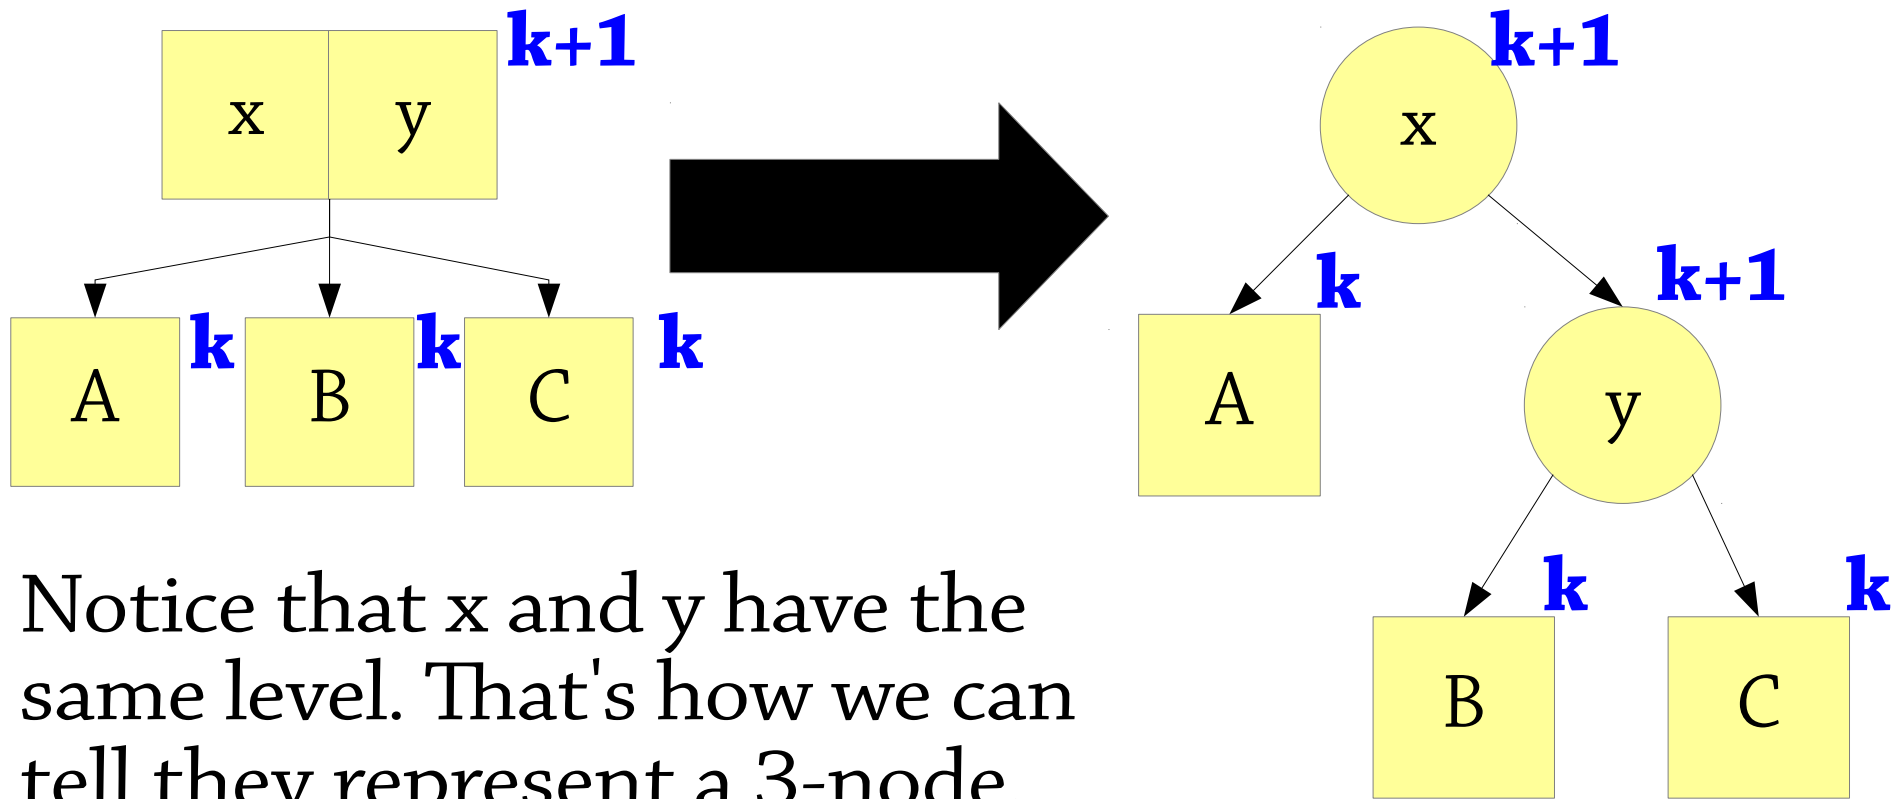 k+1
x y
k k k
A B C
k+1
x
k
k+1
A
y
k k
B C
Notice that x and y have the
same level. That's how we can
tell they represent a 3-node